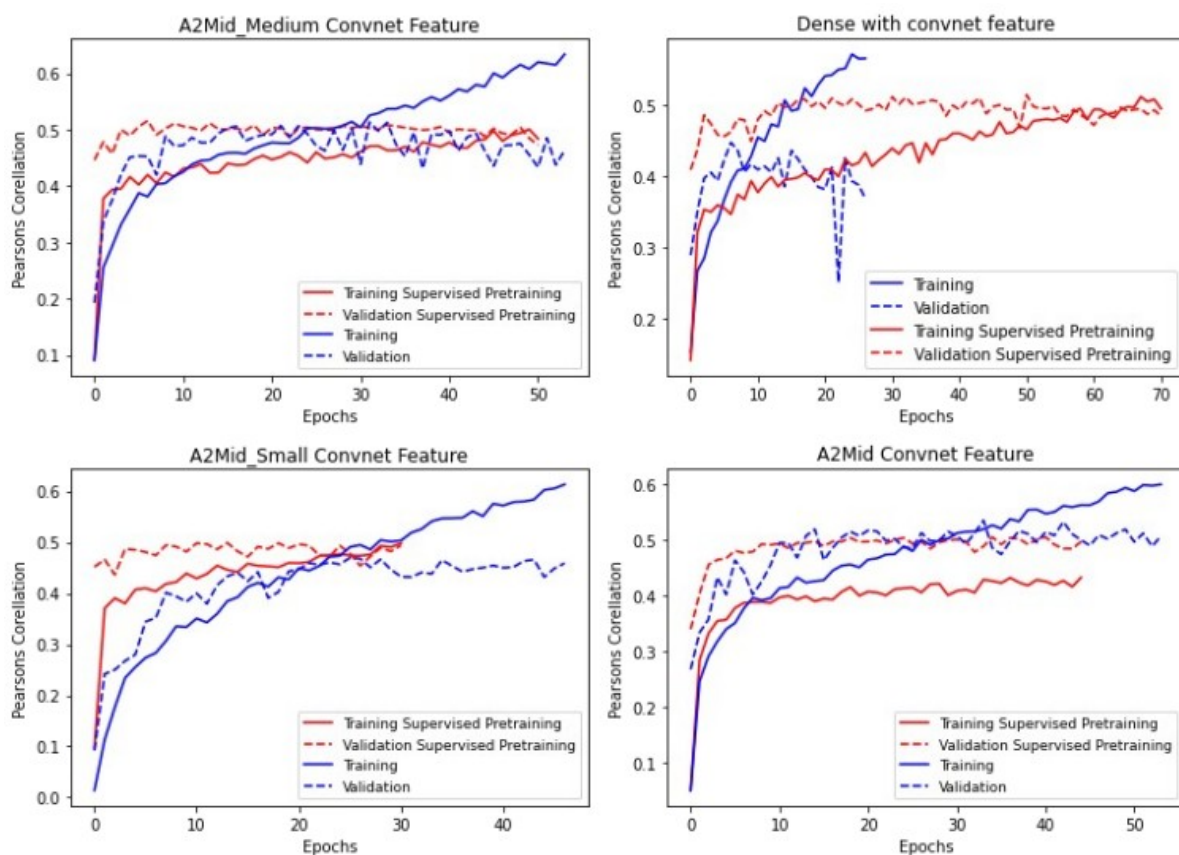 A2Mid_Medium Convnet Feature
Pearsons Corellation
0.6
0.5
0.4
0.3
0.2
0.1
Training Supervised Pretraining
Validation Supervised Pretraining
Training
Validation
0 10 20 30 40 50
Epochs
Dense with convnet feature
Pearsons Corellation
0.5
0.4
0.3
0.2
Training
Validation
Training Supervised Pretraining
Validation Supervised Pretraining
0 10 20 30 40 50 60 70
Epochs
A2Mid_Small Convnet Feature
Pearsons Corellation
0.6
0.5
0.4
0.3
0.2
0.1
0.0
Training Supervised Pretraining
Validation Supervised Pretraining
Training
Validation
0 10 20 30 40
Epochs
A2Mid Convnet Feature
Pearsons Corellation
0.6
0.5
0.4
0.3
0.2
0.1
Training Supervised Pretraining
Validation Supervised Pretraining
Training
Validation
0 10 20 30 40 50
Epochs